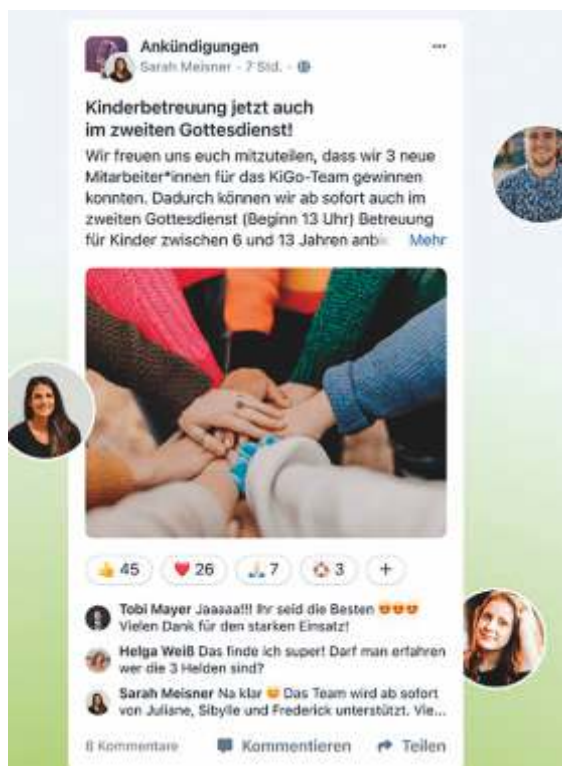 Ankündigungen
Sarah Meisner - 7 Std. -
Kinderbetreuung jetzt auch
im zweiten Gottesdienst!
Wir freuen uns euch mitzuteilen, dass wir 3 neue
Mitarbeiter*innen für das KiGo-Team gewinnen
konnten. Dadurch können wir ab sofort auch im
zweiten Gottesdienst (Beginn 13 Uhr) Betreuung
für Kinder zwischen 6 und 13 Jahren anbi Mehr
👍 45 ❤️ 26 🙏 7 🛟 3 +
Tobi Mayer Jaaaaa!!! Ihr seid die Besten 😍😍😍
Vielen Dank für den starken Einsatz!
Helga Weiß Das finde ich super! Darf man erfahren
wer die 3 Helden sind?
Sarah Meisner Na klar 😍 Das Team wird ab sofort
von Juliane, Sibylle und Frederick unterstützt. Vie...
8 Kommentare Kommentieren Teilen